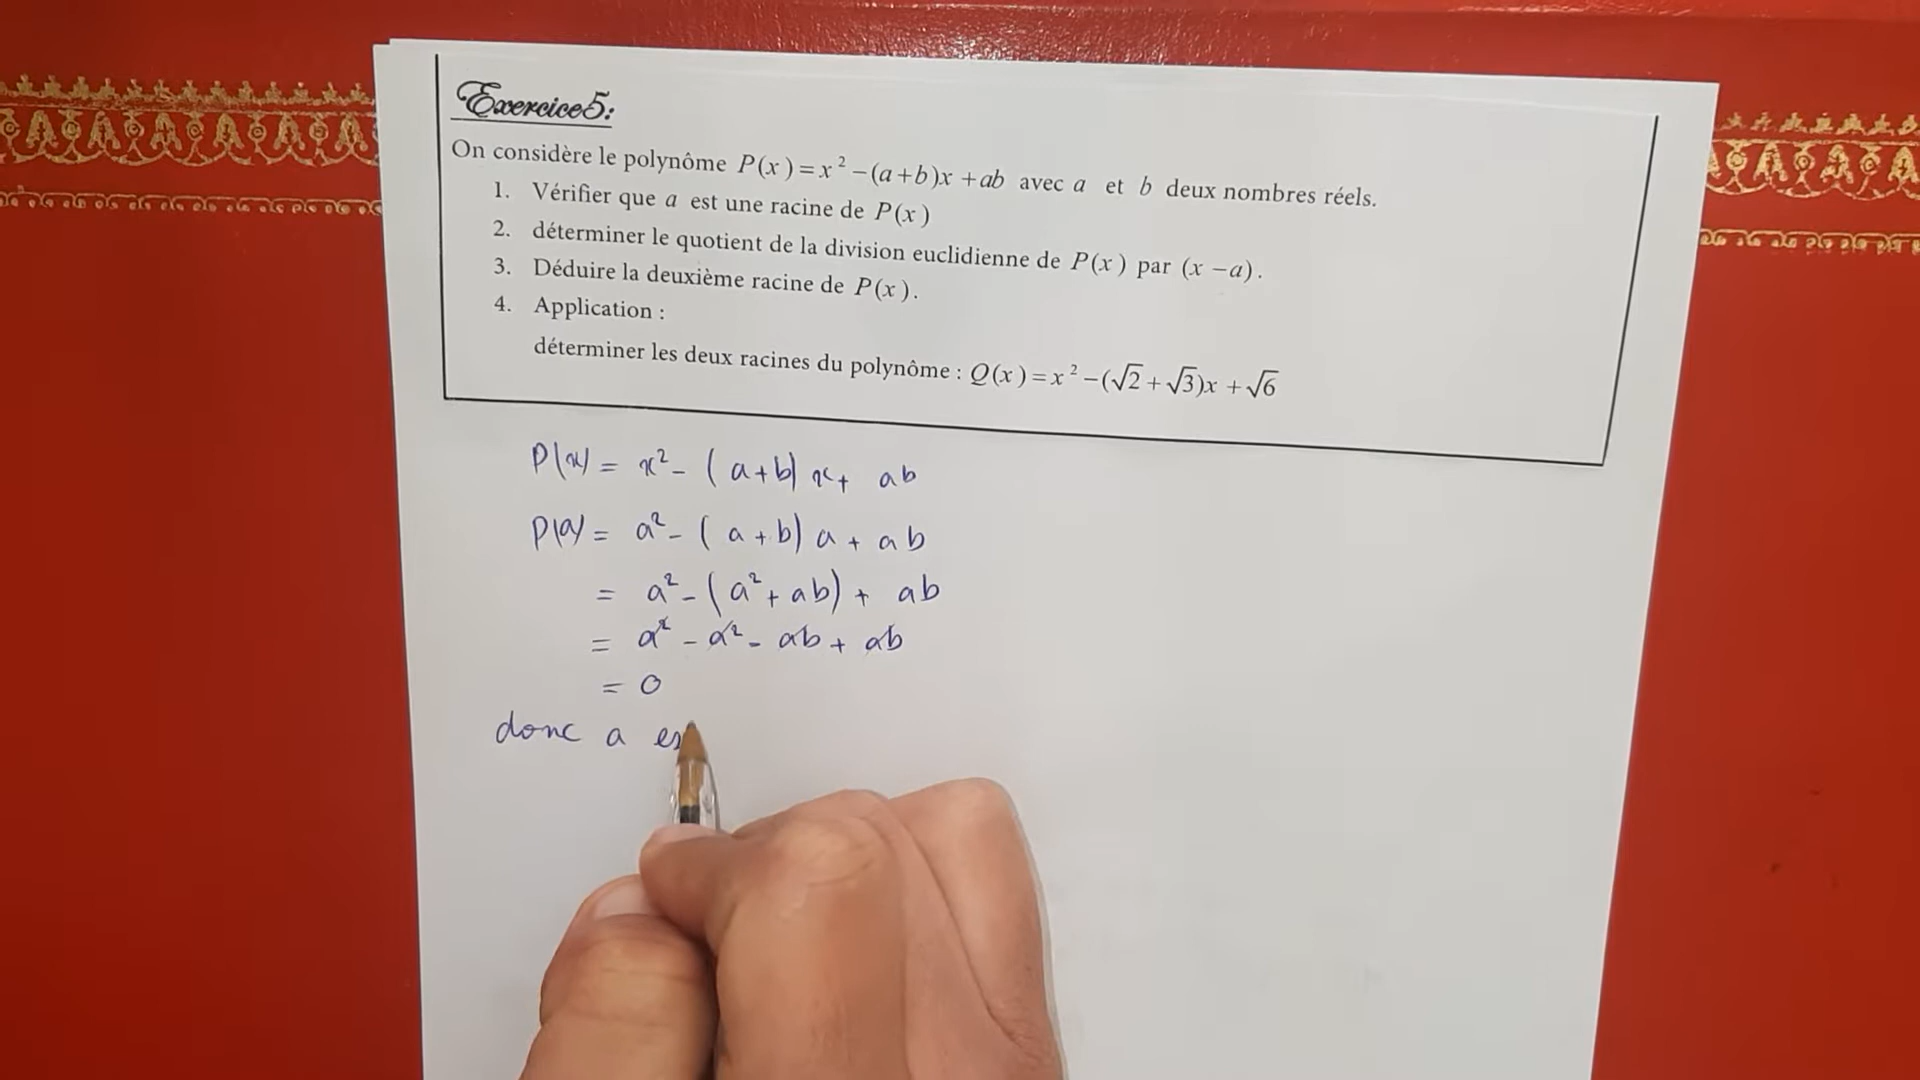 Exercice5:
On considère le polynôme P(x)=x²−(a+b)x+ab avec a et b deux nombres réels.
1. Vérifier que a est une racine de P(x)
2. déterminer le quotient de la division euclidienne de P(x) par (x−a).
3. Déduire la deuxième racine de P(x).
4. Application :
déterminer les deux racines du polynôme : Q(x)=x²−(√2+√3)x+√6
P(x) = x² − (a+b) x + ab
P(a) = a² − (a+b) a + ab
= a² − (a² + ab) + ab
= a² − a² − ab + ab
= 0
donc a es